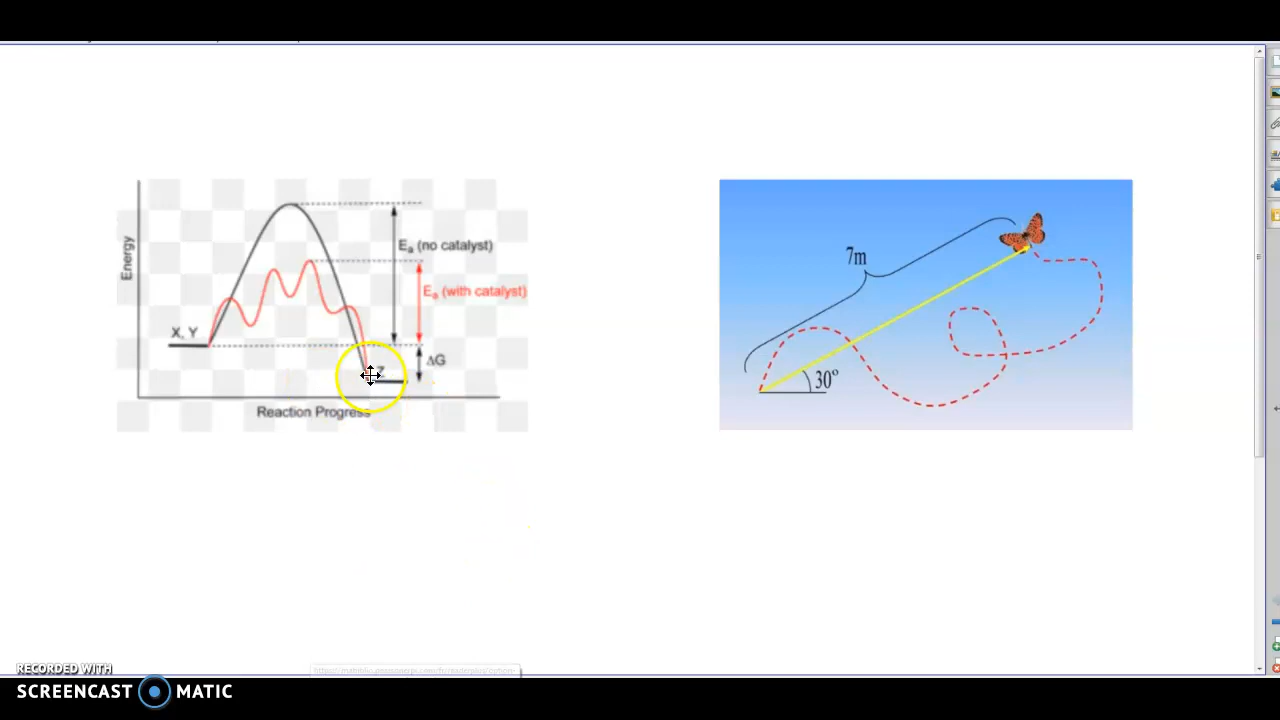 Energy
Ea (no catalyst)
Ea (with catalyst)
X, Y
ΔG
Z
Reaction Progress
7m
30°
RECORDED WITH
SCREENCAST MATIC